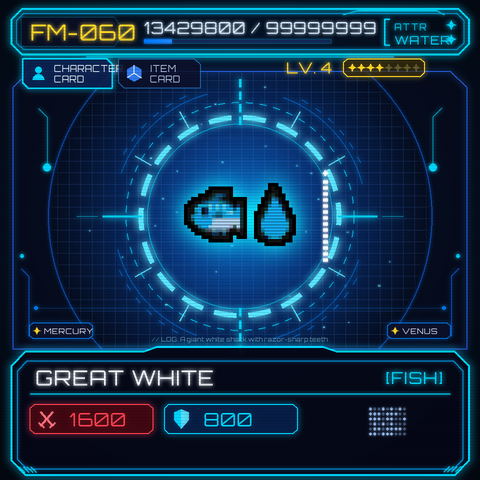 FM-060
13429800 / 99999999
ATTR
WATER
CHARACTER
CARD
ITEM
CARD
LV.4
MERCURY
VENUS
// LOG: A giant white shark with razor-sharp teeth
GREAT WHITE
[FISH]
1600
800